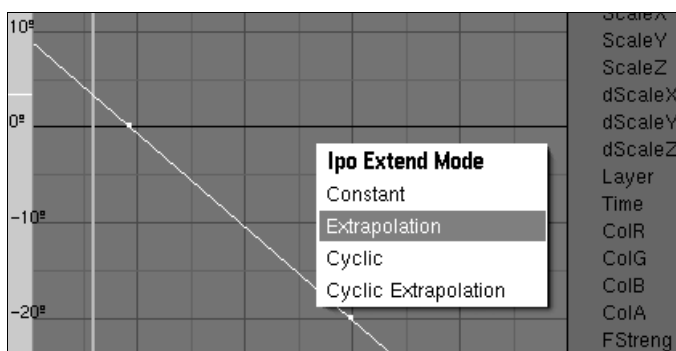 10º
0º
-10º
-20º
Ipo Extend Mode
Constant
Extrapolation
Cyclic
Cyclic Extrapolation
ScaleX
ScaleY
ScaleZ
dScaleX
dScaleY
dScaleZ
Layer
Time
ColR
ColG
ColB
ColA
FStreng